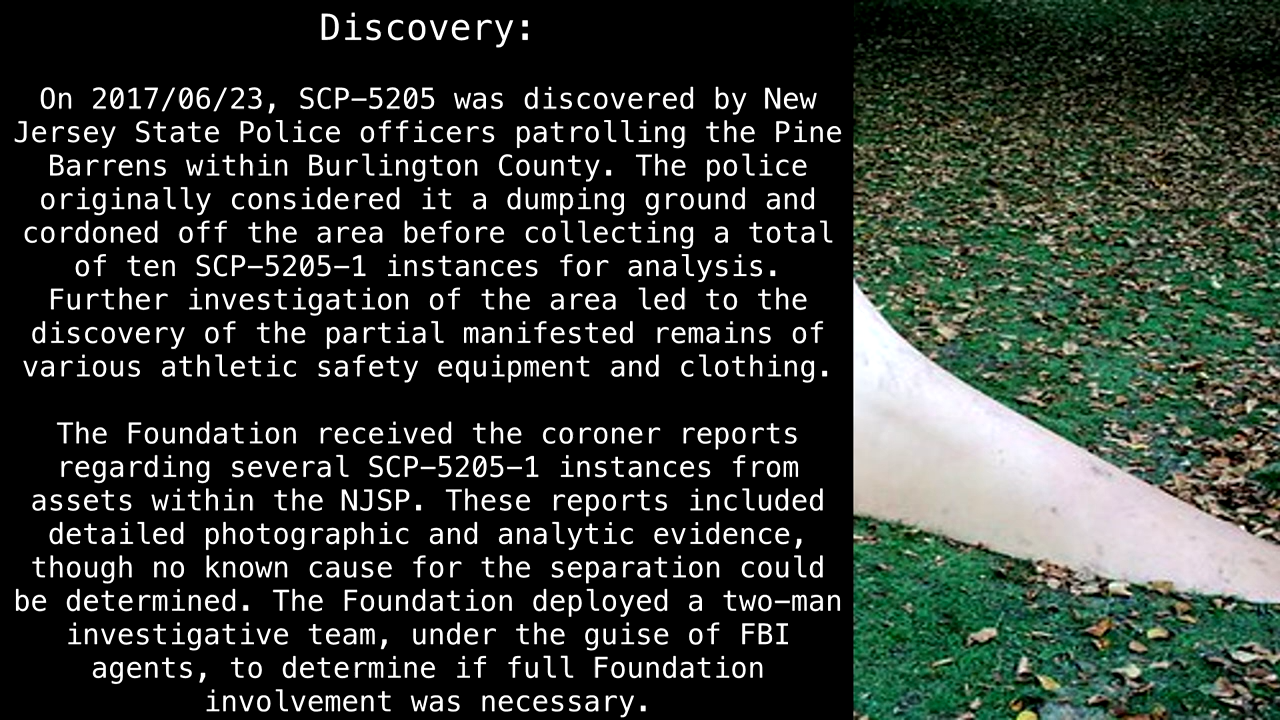 Discovery:
On 2017/06/23, SCP-5205 was discovered by New
Jersey State Police officers patrolling the Pine
Barrens within Burlington County. The police
originally considered it a dumping ground and
cordoned off the area before collecting a total
of ten SCP-5205-1 instances for analysis.
Further investigation of the area led to the
discovery of the partial manifested remains of
various athletic safety equipment and clothing.
The Foundation received the coroner reports
regarding several SCP-5205-1 instances from
assets within the NJSP. These reports included
detailed photographic and analytic evidence,
though no known cause for the separation could
be determined. The Foundation deployed a two-man
investigative team, under the guise of FBI
agents, to determine if full Foundation
involvement was necessary.